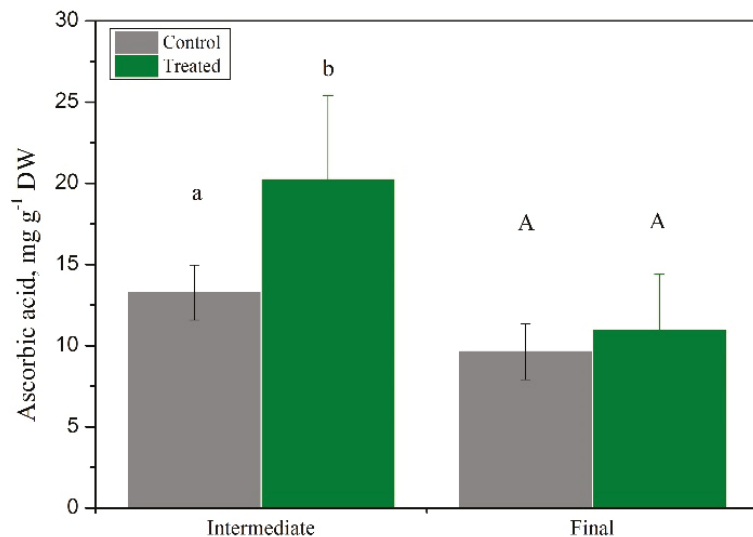 30
25
20
15
10
5
0
Ascorbic acid, mg g⁻¹ DW
Control
Treated
a
b
A
A
Intermediate
Final